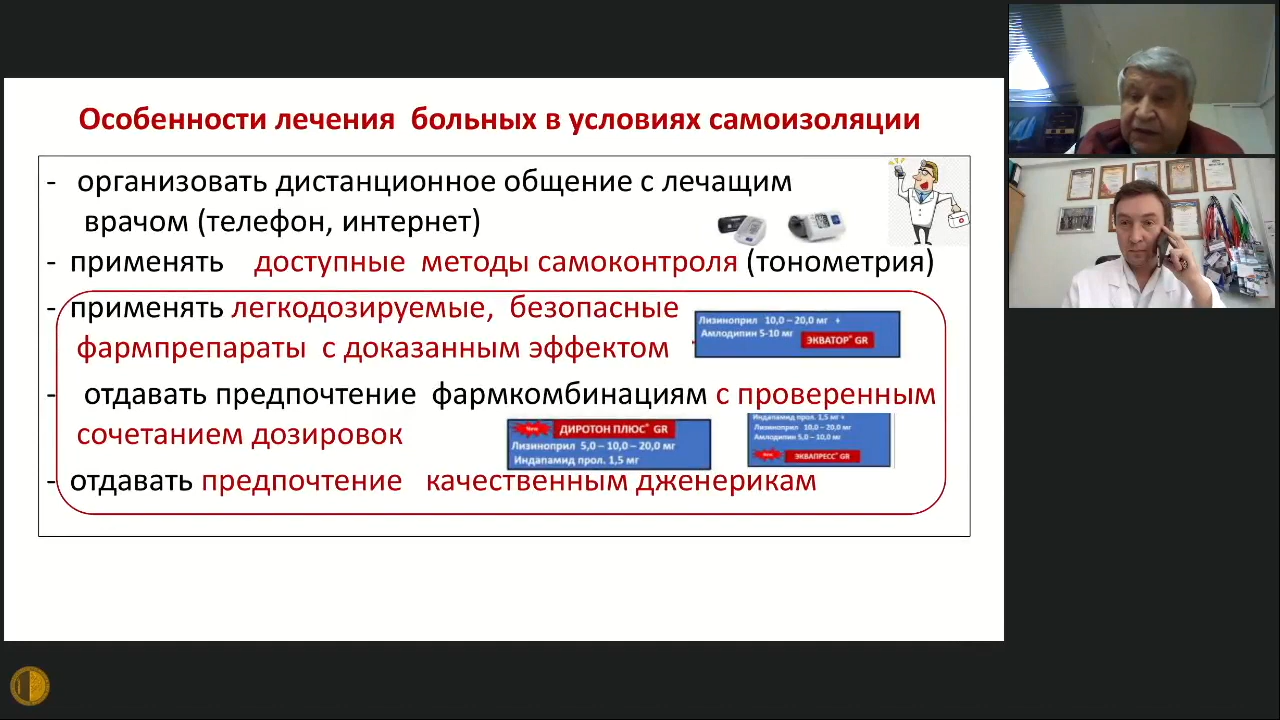 Особенности лечения больных в условиях самоизоляции
- организовать дистанционное общение с лечащим
врачом (телефон, интернет)
- применять доступные методы самоконтроля (тонометрия)
- применять легкодозируемые, безопасные
фармпрепараты с доказанным эффектом
Лизиноприл 10,0 – 20,0 мг +
Амлодипин 5-10 мг
ЭКВАТОР® GR
- отдавать предпочтение фармкомбинациям с проверенным
сочетанием дозировок
New
ДИРОТОН ПЛЮС® GR
Лизиноприл 5,0 – 10,0 – 20,0 мг
Индапамид прол. 1,5 мг
Индапамид прол. 1,5 мг +
Лизиноприл 10,0 – 20,0 мг
Амлодипин 5,0 – 10,0 мг
New
ЭКВАПРЕСС® GR
- отдавать предпочтение качественным дженерикам